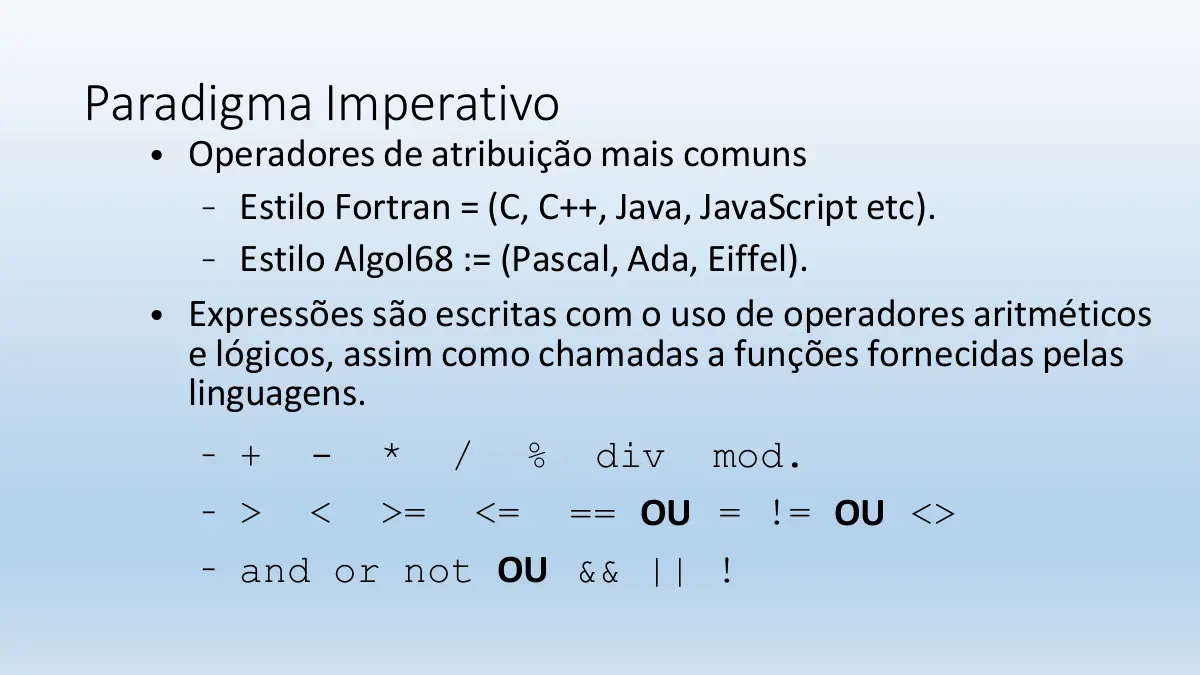 Paradigma Imperativo
• Operadores de atribuição mais comuns
– Estilo Fortran = (C, C++, Java, JavaScript etc).
– Estilo Algol68 := (Pascal, Ada, Eiffel).
• Expressões são escritas com o uso de operadores aritméticos
e lógicos, assim como chamadas a funções fornecidas pelas
linguagens.
– + - * / % div mod.
– > < >= <= == OU = != OU <>
– and or not OU && || !